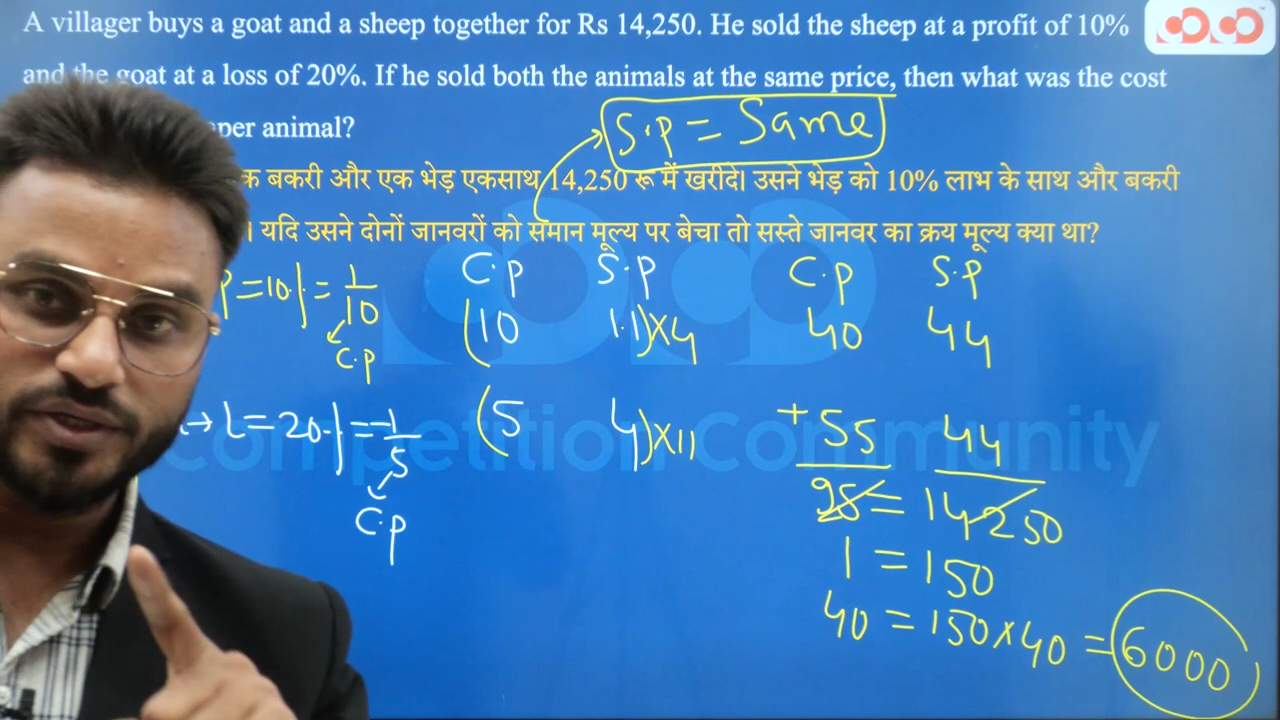 A villager buys a goat and a sheep together for Rs 14,250. He sold the sheep at a profit of 10%
and the goat at a loss of 20%. If he sold both the animals at the same price, then what was the cost
per animal?
S.P = Same
क बकरी और एक भेड़ एकसाथ 14,250 रू में खरीदे। उसने भेड़ को 10% लाभ के साथ और बकरी
। यदि उसने दोनों जानवरों को समान मूल्य पर बेचा तो सस्ते जानवर का क्रय मूल्य क्या था?
P = 10% = 1/10
C.P
C.P S.P
(10 11) × 4
L = 20% = 1/5
C.P
(5 4) × 11
C.P S.P
40 44
+ 55 44
95 = 14250
1 = 150
40 = 150 × 40 = 6000
Competition Community